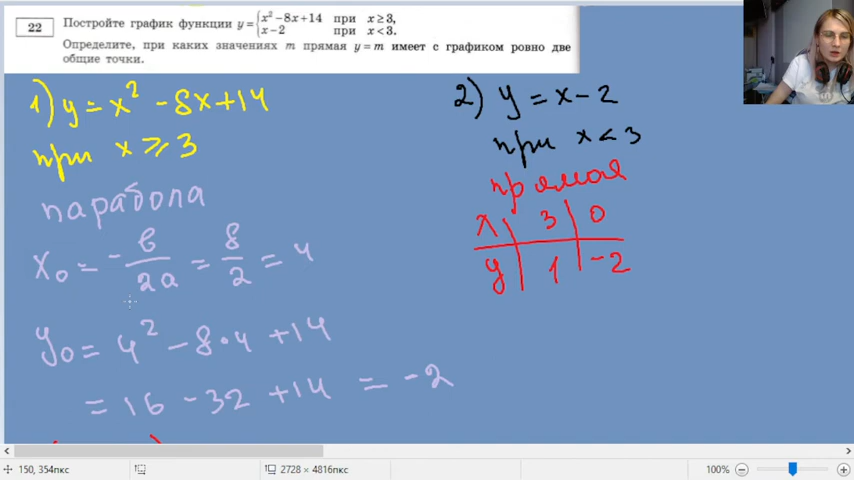 22
Постройте график функции y = { x² − 8x + 14 при x ≥ 3,
x − 2 при x < 3.
Определите, при каких значениях m прямая y = m имеет с графиком ровно две
общие точки.
1) y = x² − 8x + 14
при x ≥ 3
парабола
x₀ = − в/2a = 8/2 = 4
y₀ = 4² − 8·4 + 14
= 16 − 32 + 14 = −2
2) y = x − 2
при x < 3
прямая
x | 3 | 0
y | 1 | −2
150, 354пкс
2728 × 4816пкс
100%